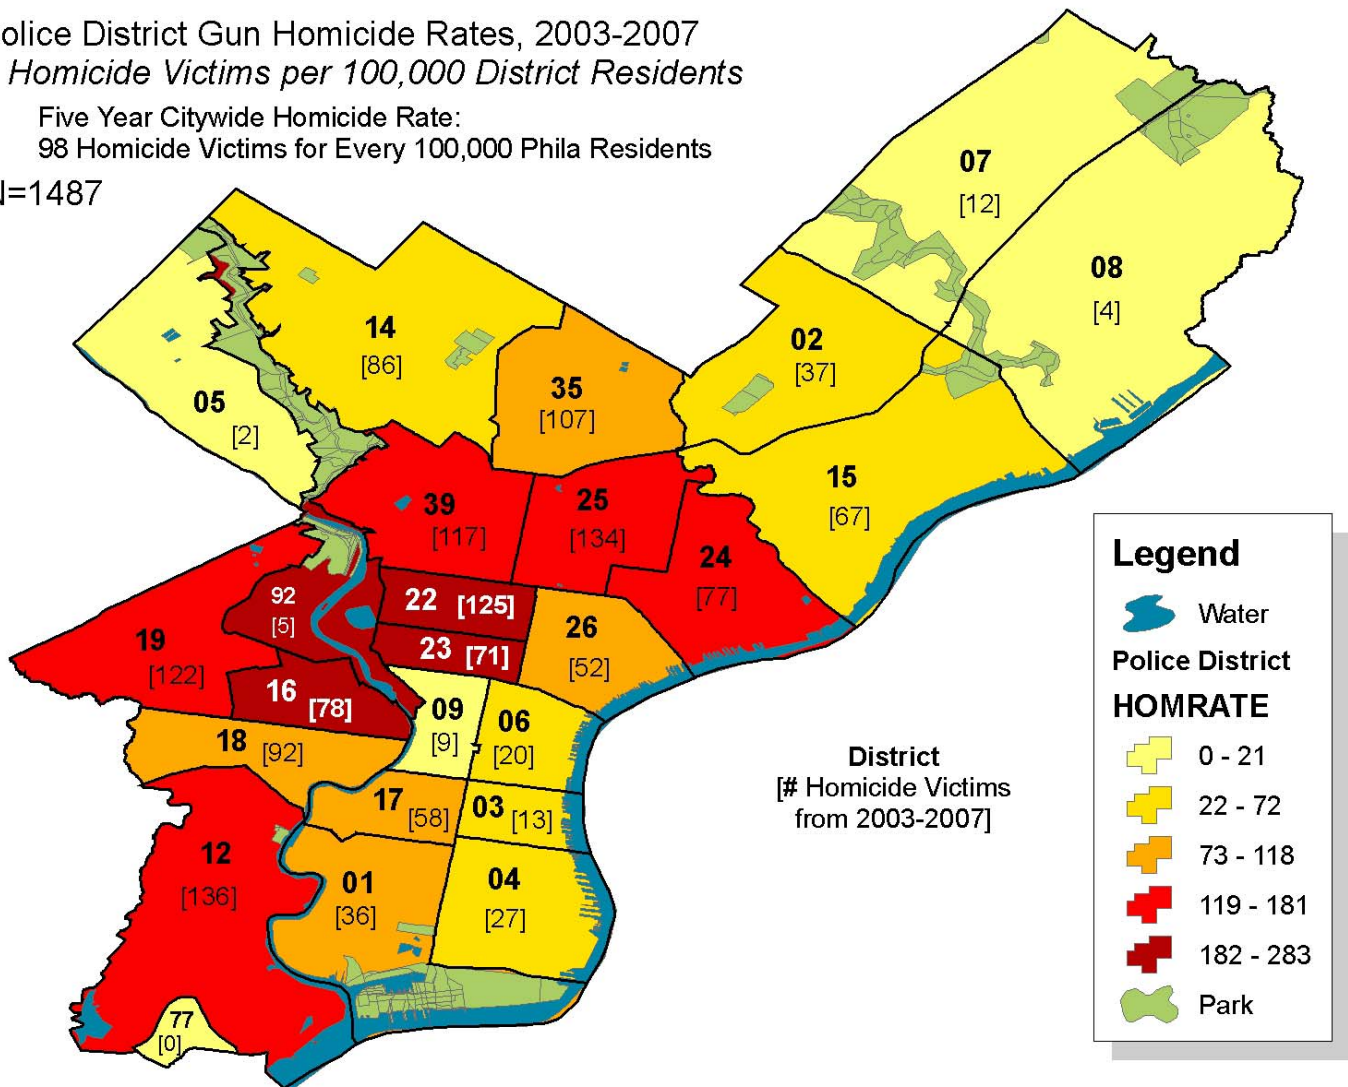 olice District Gun Homicide Rates, 2003-2007
Homicide Victims per 100,000 District Residents
Five Year Citywide Homicide Rate:
98 Homicide Victims for Every 100,000 Phila Residents
N=1487
07
[12]
08
[4]
14
[86]
02
[37]
05
[2]
35
[107]
15
[67]
39
[117]
25
[134]
24
[77]
92
[5]
22 [125]
23 [71]
26
[52]
19
[122]
16 [78]
09
[9]
06
[20]
18 [92]
17 [58]
03 [13]
12
[136]
01
[36]
04
[27]
77
[0]
District
[# Homicide Victims
from 2003-2007]
Legend
Water
Police District
HOMRATE
0 - 21
22 - 72
73 - 118
119 - 181
182 - 283
Park